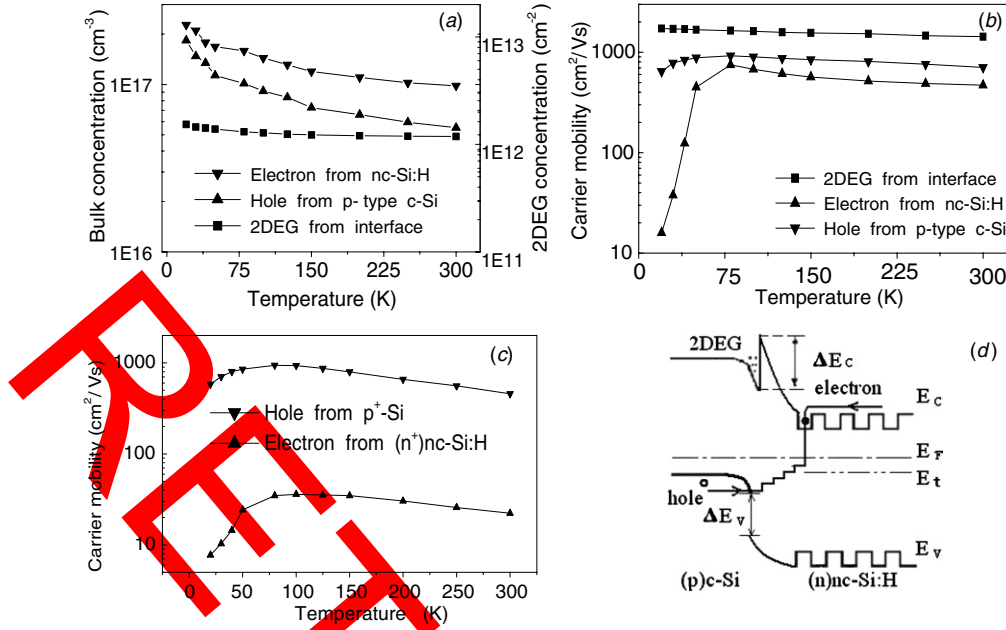 (a)
Bulk concentration (cm-3)
1E17
1E16
1E13
1E12
1E11
2DEG concentration (cm-2)
Electron from nc-Si:H
Hole from p-type c-Si
2DEG from interface
0 75 150 225 300
Temperature (K)
(b)
Carrier mobility (cm2/Vs)
1000
100
10
2DEG from interface
Electron from nc-Si:H
Hole from p-type c-Si
0 75 150 225 300
Temperature (K)
(c)
Carrier mobility (cm2/Vs)
1000
100
10
Hole from p+-Si
Electron from (n+)nc-Si:H
0 50 100 150 200 250 300
Temperature (K)
(d)
2DEG
ΔEC
electron
EC
EF
Et
hole
ΔEV
EV
(p)c-Si
(n)nc-Si:H
RET